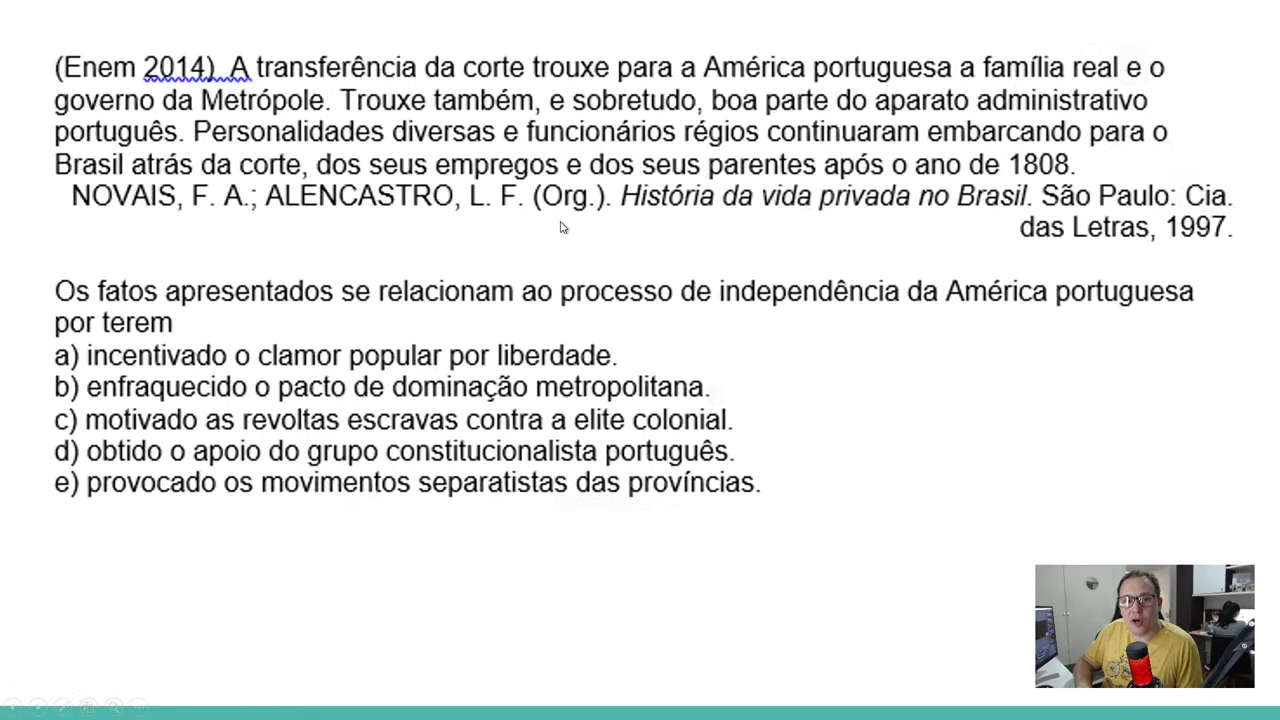 (Enem 2014). A transferência da corte trouxe para a América portuguesa a família real e o
governo da Metrópole. Trouxe também, e sobretudo, boa parte do aparato administrativo
português. Personalidades diversas e funcionários régios continuaram embarcando para o
Brasil atrás da corte, dos seus empregos e dos seus parentes após o ano de 1808.
NOVAIS, F. A.; ALENCASTRO, L. F. (Org.). História da vida privada no Brasil. São Paulo: Cia.
das Letras, 1997.
Os fatos apresentados se relacionam ao processo de independência da América portuguesa
por terem
a) incentivado o clamor popular por liberdade.
b) enfraquecido o pacto de dominação metropolitana.
c) motivado as revoltas escravas contra a elite colonial.
d) obtido o apoio do grupo constitucionalista português.
e) provocado os movimentos separatistas das províncias.